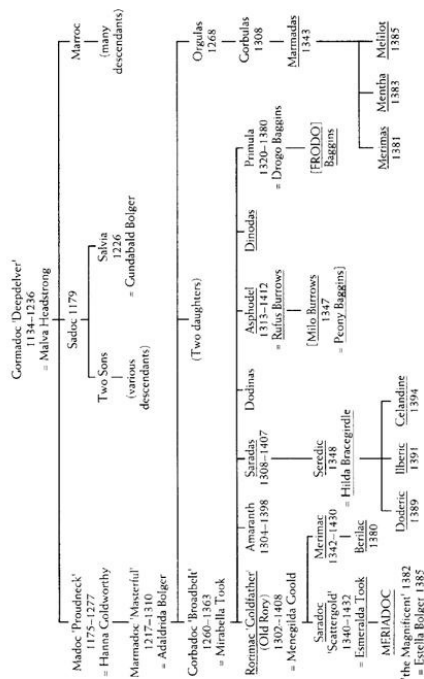 Gormadoc 'Deepdelver'
1134–1236
= Malva Headstrong
Madoc 'Proudneck'
1175–1277
= Hanna Goldworthy
Sadoc 1179
Marroc
(many
descendants)
Two Sons
(various
descendants)
Salvia
1226
= Gundabald Bolger
Marmadoc 'Masterful'
1217–1310
= Adaldrida Bolger
Gorbadoc 'Broadbelt'
1260–1363
= Mirabella Took
(Two daughters)
Orgulas
1268
Gorbulas
1308
Marmadas
1343
Rorimac 'Goldfather'
(Old Rory)
1302–1408
= Menegilda Goold
Amaranth
1304–1398
Saradas
1308–1407
Dodinas
Asphodel
1313–1412
= Rufus Burrows
Dinodas
Primula
1320–1380
= Drogo Baggins
[Milo Burrows
1347
= Peony Baggins]
[FRODO]
Baggins
Saradoc
'Scattergold'
1340–1432
= Esmeralda Took
Merimac
1342–1430
Berilac
1380
Seredic
1348
= Hilda Bracegirdle
MERIADOC
'the Magnificent' 1382
= Estella Bolger 1385
Doderic
1389
Ilberic
1391
Celandine
1394
Merimas
1381
Mentha
1383
Melilot
1385